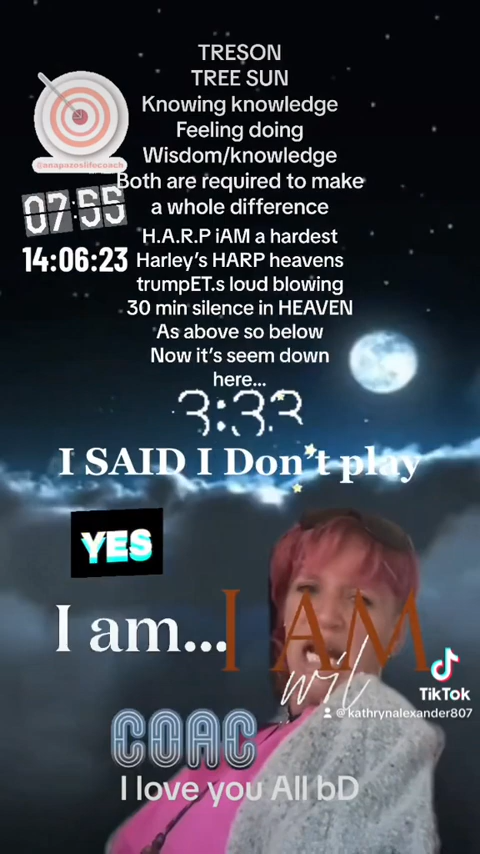 TRESON
TREE SUN
Knowing knowledge
Feeling doing
Wisdom/knowledge
Both are required to make
a whole difference
@anapazoslifecoach
07:55
14:06:23
H.A.R.P iAM a hardest
Harley's HARP heavens
trumpET.s loud blowing
30 min silence in HEAVEN
As above so below
Now it's seem down
here...
3:33
I SAID I Don't play
YES
I am...
I AM
wil
TikTok
@kathrynalexander807
COAC
I love you All bD